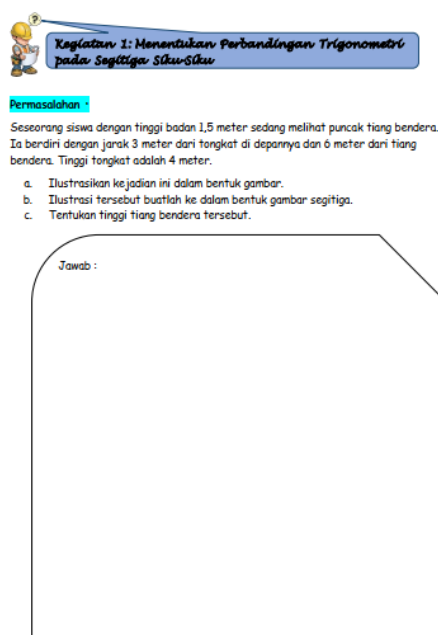 ?
Kegiatan 1: Menentukan Perbandingan Trigonometri
pada Segitiga Siku-Siku
Permasalahan :
Seseorang siswa dengan tinggi badan 1,5 meter sedang melihat puncak tiang bendera.
Ia berdiri dengan jarak 3 meter dari tongkat di depannya dan 6 meter dari tiang
bendera. Tinggi tongkat adalah 4 meter.
a. Ilustrasikan kejadian ini dalam bentuk gambar.
b. Ilustrasi tersebut buatlah ke dalam bentuk gambar segitiga.
c. Tentukan tinggi tiang bendera tersebut.
Jawab :